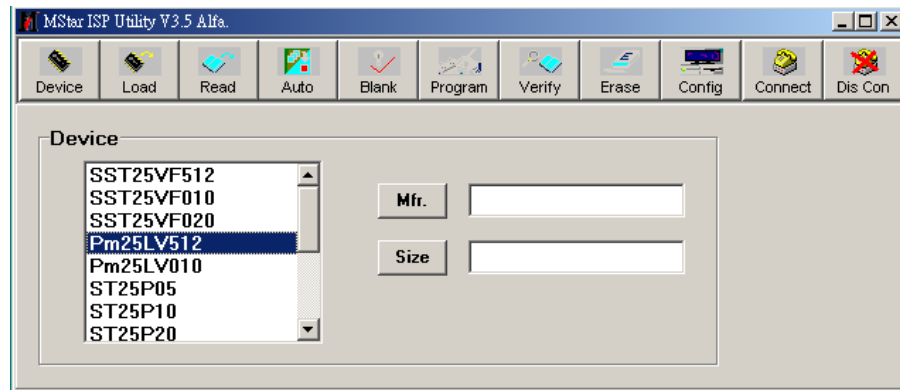 MStar ISP Utility V3.5 Alfa.
Device Load Read Auto Blank Program Verify Erase Config Connect Dis Con
Device
SST25VF512
SST25VF010
SST25VF020
Pm25LV512
Pm25LV010
ST25P05
ST25P10
ST25P20
Mfr.
Size